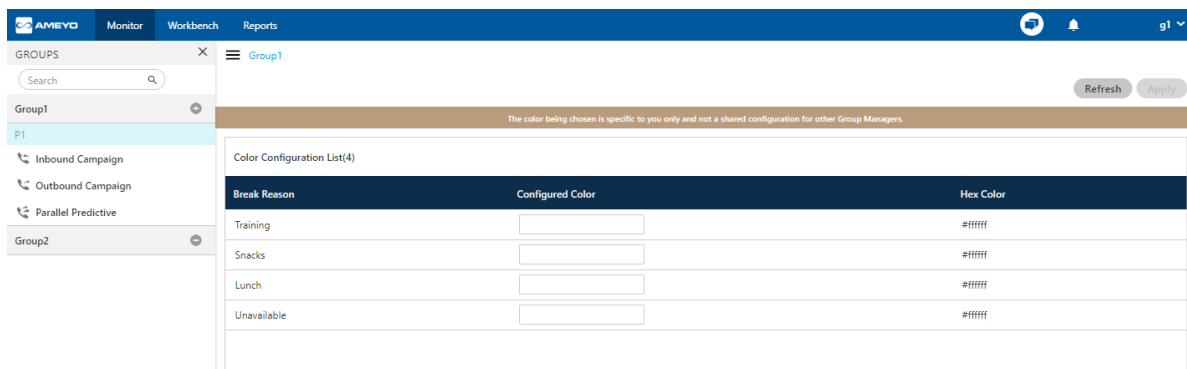 AMEYO Monitor Workbench Reports g1
GROUPS
Group1
Search
Refresh Apply
Group1
The color being chosen is specific to you only and not a shared configuration for other Group Managers.
P1
Inbound Campaign
Color Configuration List(4)
Outbound Campaign
Break Reason Configured Color Hex Color
Parallel Predictive
Training #ffffff
Group2
Snacks #ffffff
Lunch #ffffff
Unavailable #ffffff